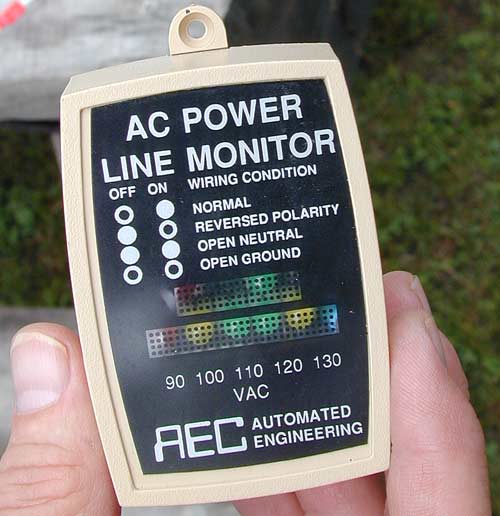 AC POWER
LINE MONITOR
OFF ON WIRING CONDITION
NORMAL
REVERSED POLARITY
OPEN NEUTRAL
OPEN GROUND
90 100 110 120 130
VAC
AEC AUTOMATED
ENGINEERING